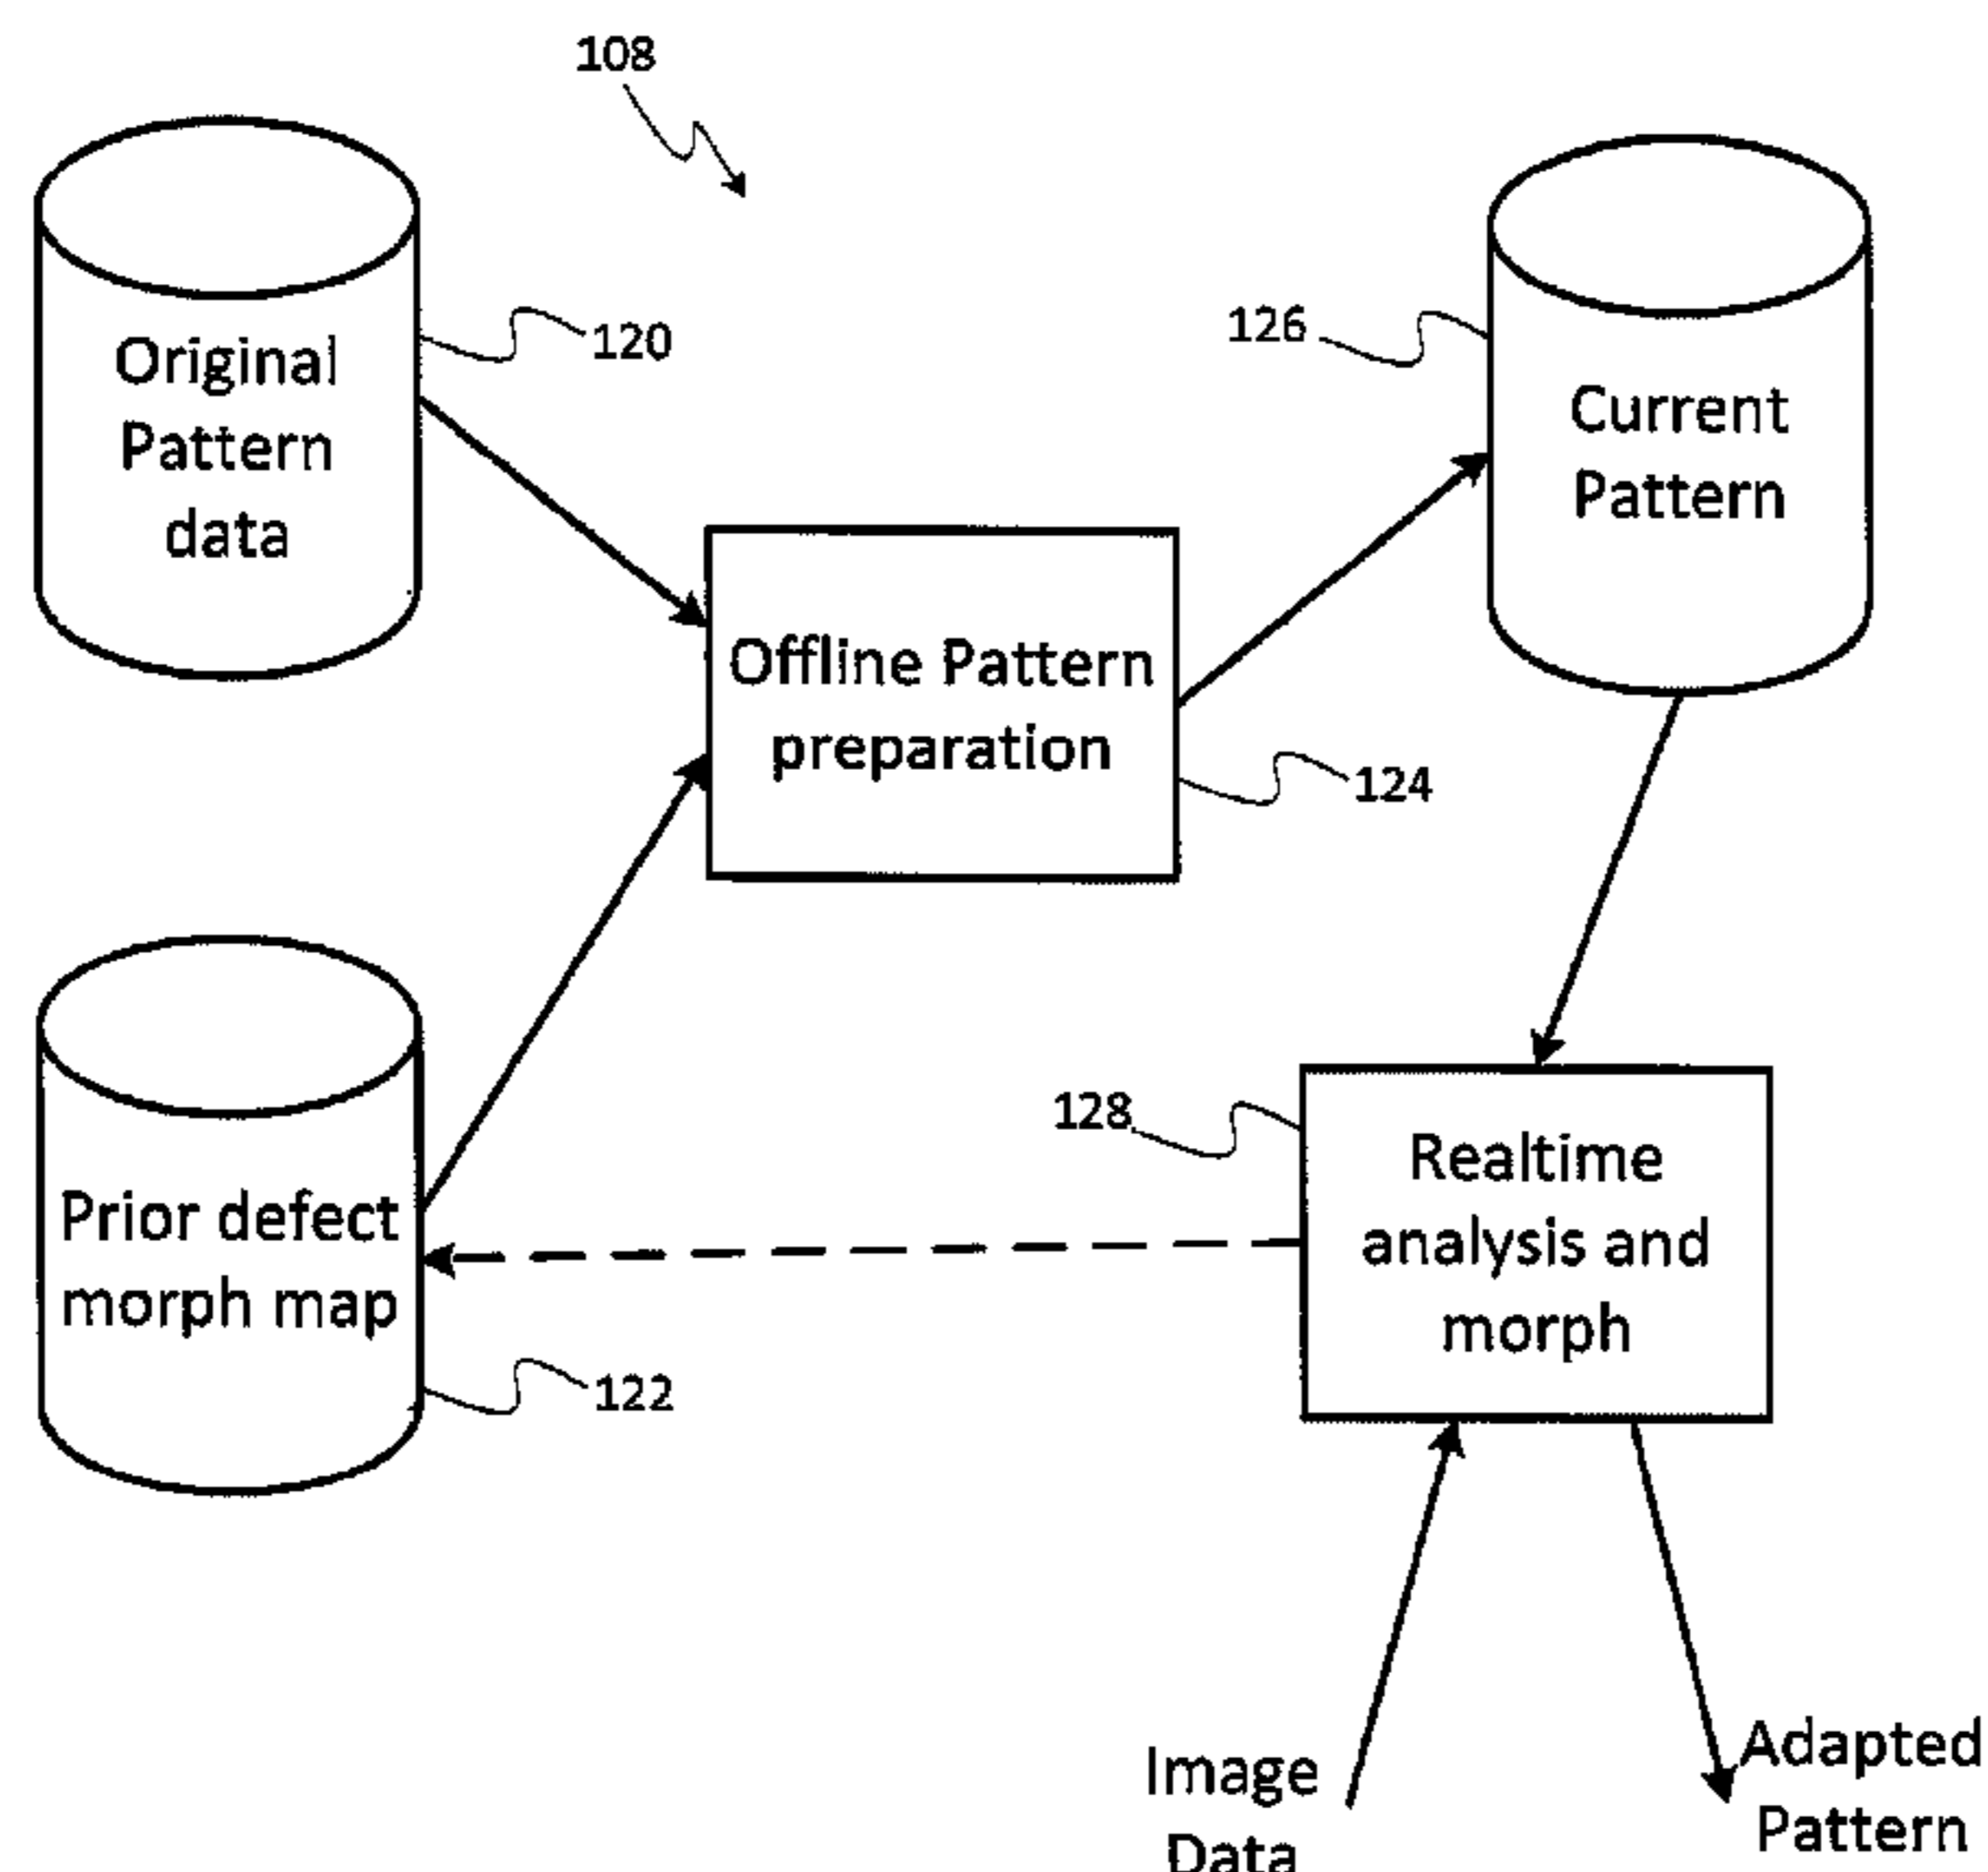 108
Original
Pattern
data
120
126
Current
Pattern
Offline Pattern
preparation
124
Prior defect
morph map
122
128
Realtime
analysis and
morph
Image
Data
Adapted
Pattern